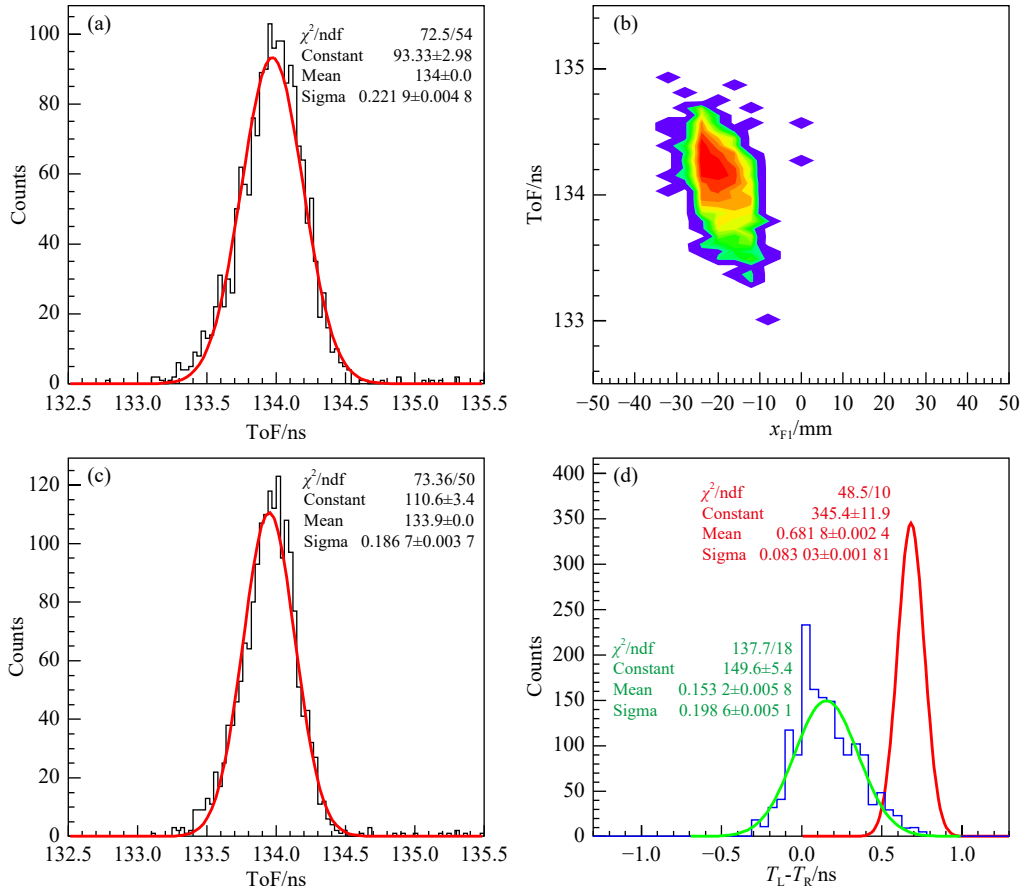 (a)
χ²/ndf 72.5/54
Constant 93.33±2.98
Mean 134±0.0
Sigma 0.221 9±0.004 8
100
80
60
40
20
0
Counts
132.5 133.0 133.5 134.0 134.5 135.0 135.5
ToF/ns
(b)
135
134
133
ToF/ns
−50 −40 −30 −20 −10 0 10 20 30 40 50
x_F1/mm
(c)
χ²/ndf 73.36/50
Constant 110.6±3.4
Mean 133.9±0.0
Sigma 0.186 7±0.003 7
120
100
80
60
40
20
0
Counts
132.5 133.0 133.5 134.0 134.5 135.0 135.5
ToF/ns
(d)
χ²/ndf 48.5/10
Constant 345.4±11.9
Mean 0.681 8±0.002 4
Sigma 0.083 03±0.001 81
χ²/ndf 137.7/18
Constant 149.6±5.4
Mean 0.153 2±0.005 8
Sigma 0.198 6±0.005 1
400
350
300
250
200
150
100
50
0
Counts
−1.0 −0.5 0.0 0.5 1.0
T_L-T_R/ns